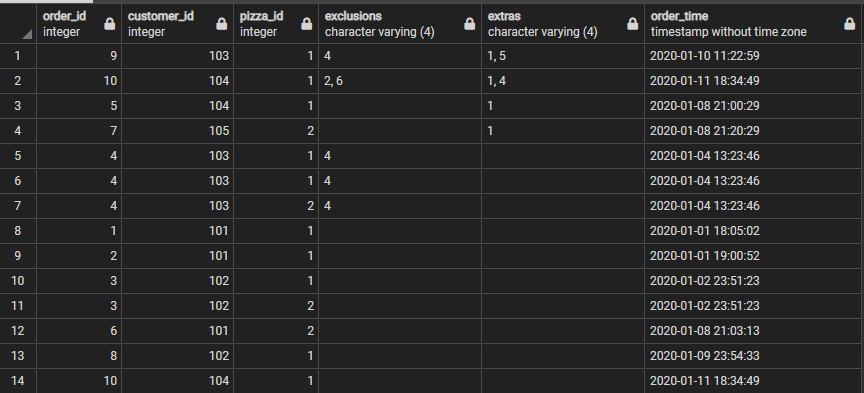 order_id customer_id pizza_id exclusions extras order_time
integer integer integer character varying (4) character varying (4) timestamp without time zone
1 9 103 1 4 1, 5 2020-01-10 11:22:59
2 10 104 1 2, 6 1, 4 2020-01-11 18:34:49
3 5 104 1 1 2020-01-08 21:00:29
4 7 105 2 1 2020-01-08 21:20:29
5 4 103 1 4 2020-01-04 13:23:46
6 4 103 1 4 2020-01-04 13:23:46
7 4 103 2 4 2020-01-04 13:23:46
8 1 101 1 2020-01-01 18:05:02
9 2 101 1 2020-01-01 19:00:52
10 3 102 1 2020-01-02 23:51:23
11 3 102 2 2020-01-02 23:51:23
12 6 101 2 2020-01-08 21:03:13
13 8 102 1 2020-01-09 23:54:33
14 10 104 1 2020-01-11 18:34:49